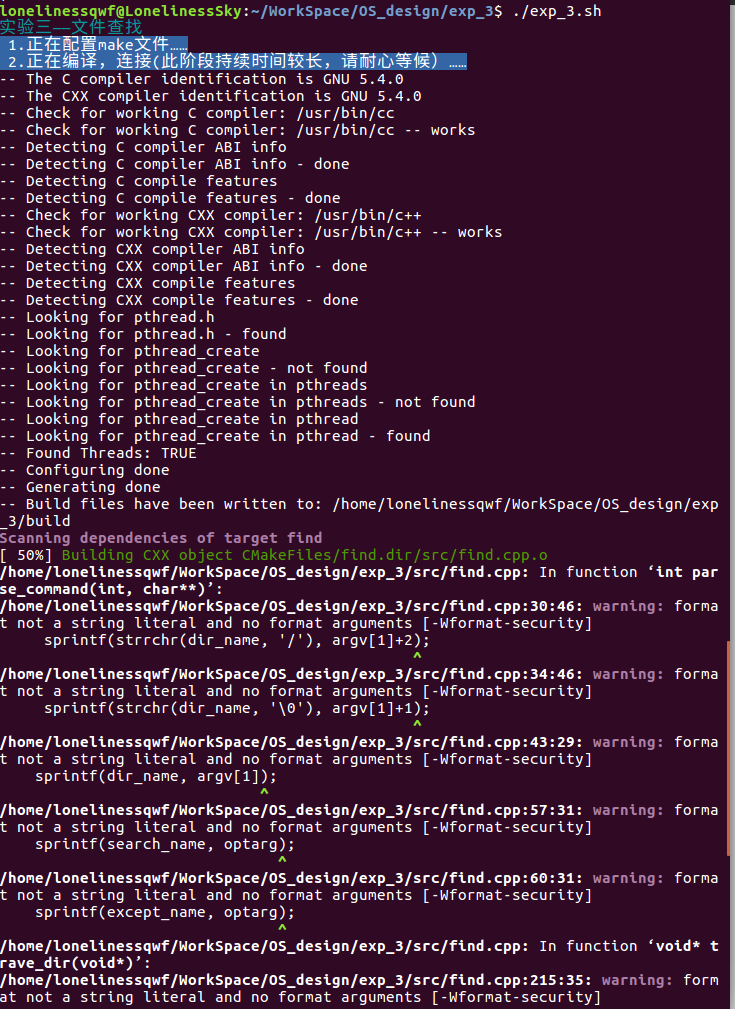 lonelinessqwf@LonelinessSky:~/WorkSpace/OS_design/exp_3$ ./exp_3.sh
实验三——文件查找
 1.正在配置make文件……
 2.正在编译，连接(此阶段持续时间较长，请耐心等候）……
-- The C compiler identification is GNU 5.4.0
-- The CXX compiler identification is GNU 5.4.0
-- Check for working C compiler: /usr/bin/cc
-- Check for working C compiler: /usr/bin/cc -- works
-- Detecting C compiler ABI info
-- Detecting C compiler ABI info - done
-- Detecting C compile features
-- Detecting C compile features - done
-- Check for working CXX compiler: /usr/bin/c++
-- Check for working CXX compiler: /usr/bin/c++ -- works
-- Detecting CXX compiler ABI info
-- Detecting CXX compiler ABI info - done
-- Detecting CXX compile features
-- Detecting CXX compile features - done
-- Looking for pthread.h
-- Looking for pthread.h - found
-- Looking for pthread_create
-- Looking for pthread_create - not found
-- Looking for pthread_create in pthreads
-- Looking for pthread_create in pthreads - not found
-- Looking for pthread_create in pthread
-- Looking for pthread_create in pthread - found
-- Found Threads: TRUE
-- Configuring done
-- Generating done
-- Build files have been written to: /home/lonelinessqwf/WorkSpace/OS_design/exp
_3/build
Scanning dependencies of target find
[ 50%] Building CXX object CMakeFiles/find.dir/src/find.cpp.o
/home/lonelinessqwf/WorkSpace/OS_design/exp_3/src/find.cpp: In function ‘int par
se_command(int, char**)’:
/home/lonelinessqwf/WorkSpace/OS_design/exp_3/src/find.cpp:30:46: warning: forma
t not a string literal and no format arguments [-Wformat-security]
     sprintf(strrchr(dir_name, '/'), argv[1]+2);
                                              ^
/home/lonelinessqwf/WorkSpace/OS_design/exp_3/src/find.cpp:34:46: warning: forma
t not a string literal and no format arguments [-Wformat-security]
     sprintf(strchr(dir_name, '\0'), argv[1]+1);
                                              ^
/home/lonelinessqwf/WorkSpace/OS_design/exp_3/src/find.cpp:43:29: warning: forma
t not a string literal and no format arguments [-Wformat-security]
    sprintf(dir_name, argv[1]);
                             ^
/home/lonelinessqwf/WorkSpace/OS_design/exp_3/src/find.cpp:57:31: warning: forma
t not a string literal and no format arguments [-Wformat-security]
    sprintf(search_name, optarg);
                               ^
/home/lonelinessqwf/WorkSpace/OS_design/exp_3/src/find.cpp:60:31: warning: forma
t not a string literal and no format arguments [-Wformat-security]
    sprintf(except_name, optarg);
                               ^
/home/lonelinessqwf/WorkSpace/OS_design/exp_3/src/find.cpp: In function ‘void* t
rave_dir(void*)’:
/home/lonelinessqwf/WorkSpace/OS_design/exp_3/src/find.cpp:215:35: warning: form
at not a string literal and no format arguments [-Wformat-security]